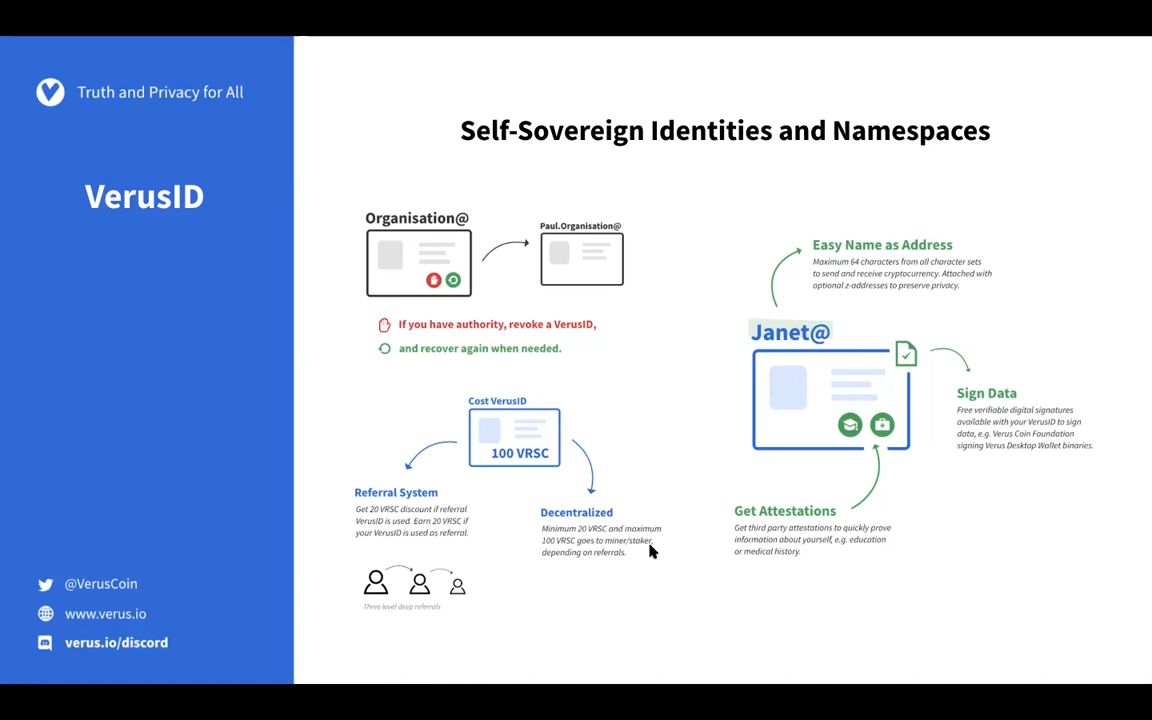 Truth and Privacy for All
VerusID
@VerusCoin
www.verus.io
verus.io/discord
Self-Sovereign Identities and Namespaces
Organisation@
Paul.Organisation@
If you have authority, revoke a VerusID,
and recover again when needed.
Cost VerusID
100 VRSC
Referral System
Get 20 VRSC discount if referral
VerusID is used. Earn 20 VRSC if
your VerusID is used as referral.
Three level deep referrals
Decentralized
Minimum 20 VRSC and maximum
100 VRSC goes to miner/staker,
depending on referrals.
Easy Name as Address
Maximum 64 characters from all character sets
to send and receive cryptocurrency. Attached with
optional z-addresses to preserve privacy.
Janet@
Sign Data
Free verifiable digital signatures
available with your VerusID to sign
data, e.g. Verus Coin Foundation
signing Verus Desktop Wallet binaries.
Get Attestations
Get third party attestations to quickly prove
information about yourself, e.g. education
or medical history.